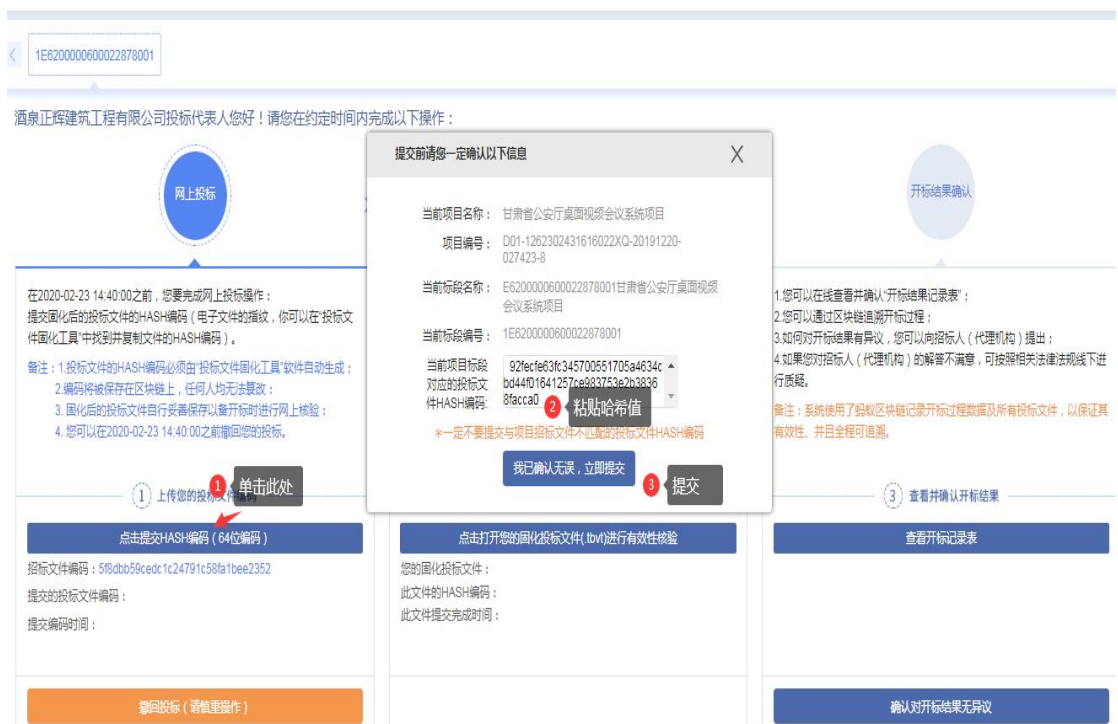 1E6200000600022878001
酒泉正辉建筑工程有限公司投标代表人您好！请您在约定时间内完成以下操作：
网上投标
在2020-02-23 14:40:00之前，您要完成网上投标操作：
提交固化后的投标文件的HASH编码（电子文件的指纹，你可以在“投标文
件固化工具”中找到并复制文件的HASH编码）。
备注：1.投标文件的HASH编码必须由“投标文件固化工具”软件自动生成；
2.编码将被保存在区块链上，任何人均无法篡改；
3. 固化后的投标文件自行妥善保存以备开标时进行网上核验；
4. 您可以在2020-02-23 14:40:00之前撤回您的投标。
1 单击此处
1 上传您的投标文件编码
点击提交HASH编码（64位编码）
招标文件编码：5f8dbb59cedc1c24791c58fa1bee2352
提交的投标文件编码：
提交编码时间：
撤回投标（请慎重操作）
提交前请您一定确认以下信息 X
当前项目名称： 甘肃省公安厅桌面视频会议系统项目
项目编号： D01-1262302431616022XQ-20191220-
027423-8
当前标段名称： E6200000600022878001甘肃省公安厅桌面视频
会议系统项目
当前标段编号： 1E6200000600022878001
当前项目标段
对应的投标文
件HASH编码:
92fecfe63fc345700551705a4634c
bd44f01641257ce983753e2b3836
8facca0
2 粘贴哈希值
*一定不要提交与项目招标文件不匹配的投标文件HASH编码
我已确认无误，立即提交
3 提交
点击打开您的固化投标文件(.tbvt)进行有效性核验
您的固化投标文件：
此文件的HASH编码：
此文件提交完成时间：
开标结果确认
1.您可以在线查看并确认“开标结果记录表”；
2.您可以通过区块链追溯开标过程；
3.如何对开标结果有异议，您可以向招标人（代理机构）提出；
4.如果您对招标人（代理机构）的解答不满意，可按照相关法律法规线下进
行质疑。
备注：系统使用了蚂蚁区块链记录开标过程数据及所有投标文件，以保证其
有效性、并且全程可追溯。
3 查看并确认开标结果
查看开标记录表
确认对开标结果无异议